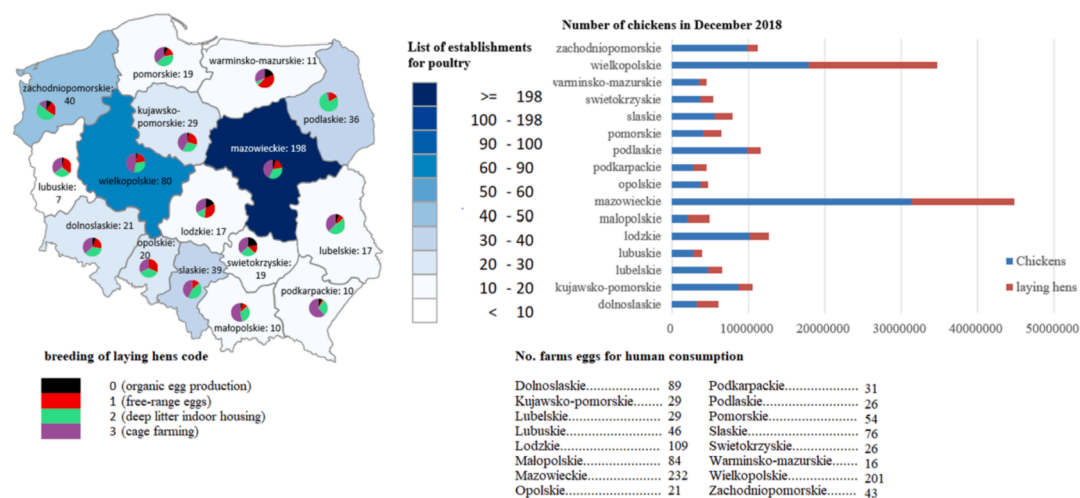 pomorskie: 19
warminsko-mazurskie: 11
zachodniopomorskie:
40
kujawsko-
pomorskie: 29
podlaskie: 36
mazowieckie: 198
lubuskie:
7
wielkopolskie: 80
dolnoslaskie: 21
lodzkie: 17
lubelskie: 17
opolskie:
20
slaskie: 39
swietokrzyskie:
19
podkarpackie: 10
małopolskie: 10
List of establishments
for poultry
>= 198
100 - 198
90 - 100
60 - 90
50 - 60
40 - 50
30 - 40
20 - 30
10 - 20
< 10
Number of chickens in December 2018
zachodniopomorskie
wielkopolskie
varminsko-mazurskie
swietokrzyskie
slaskie
pomorskie
podlaskie
podkarpackie
opolskie
mazowieckie
malopolskie
lodzkie
lubuskie
lubelskie
kujawsko-pomorskie
dolnoslaskie
0 10000000 20000000 30000000 40000000 50000000
Chickens
laying hens
breeding of laying hens code
0 (organic egg production)
1 (free-range eggs)
2 (deep litter indoor housing)
3 (cage farming)
No. farms eggs for human consumption
Dolnoslaskie.................. 89
Kujawsko-pomorskie... 29
Lubelskie....................... 29
Lubuskie........................ 46
Lodzkie.......................... 109
Małopolskie................... 84
Mazowieckie.................. 232
Opolskie......................... 21
Podkarpackie................. 31
Podlaskie....................... 26
Pomorskie...................... 54
Slaskie............................ 76
Swietokrzyskie............... 26
Warminsko-mazurskie... 16
Wielkopolskie................ 201
Zachodniopomorskie..... 43